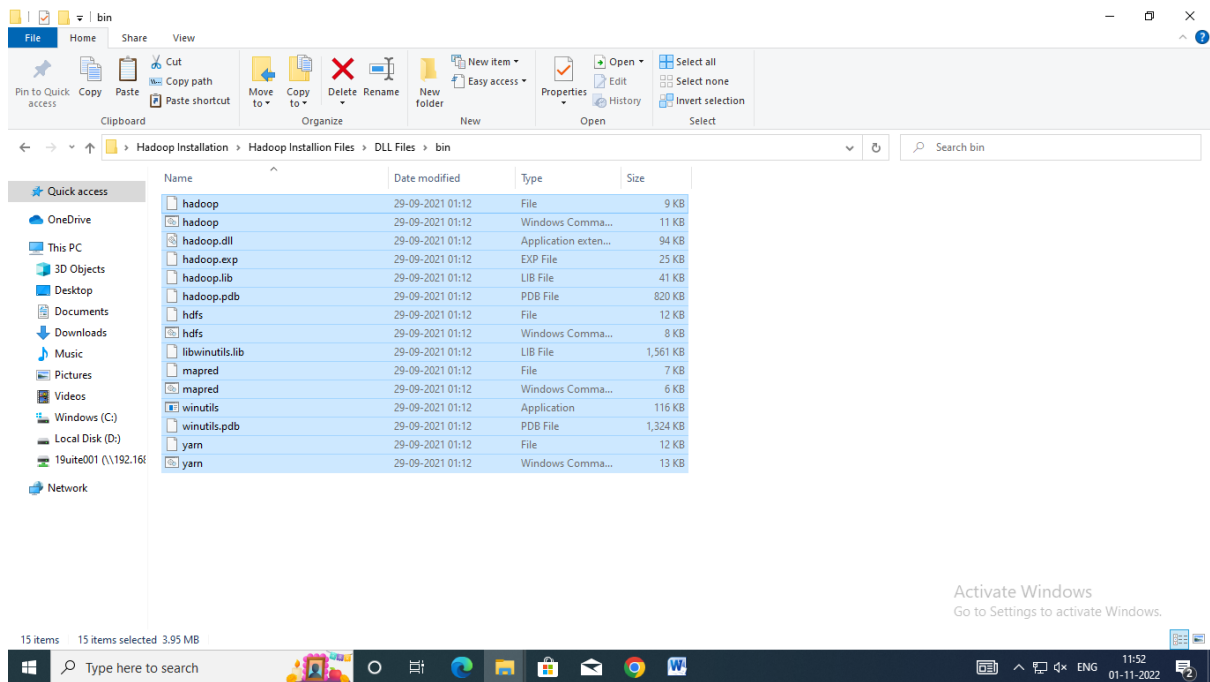 bin
File Home Share View
Pin to Quick access
Copy
Paste
Cut
Copy path
Paste shortcut
Clipboard
Move to
Copy to
Delete
Rename
Organize
New folder
New item
Easy access
New
Properties
Open
Edit
History
Open
Select all
Select none
Invert selection
Select
Hadoop Installation > Hadoop Installion Files > DLL Files > bin
Search bin
Quick access
OneDrive
This PC
3D Objects
Desktop
Documents
Downloads
Music
Pictures
Videos
Windows (C:)
Local Disk (D:)
19uite001 (\\192.168
Network
Name Date modified Type Size
hadoop 29-09-2021 01:12 File 9 KB
hadoop 29-09-2021 01:12 Windows Comma... 11 KB
hadoop.dll 29-09-2021 01:12 Application exten... 94 KB
hadoop.exp 29-09-2021 01:12 EXP File 25 KB
hadoop.lib 29-09-2021 01:12 LIB File 41 KB
hadoop.pdb 29-09-2021 01:12 PDB File 820 KB
hdfs 29-09-2021 01:12 File 12 KB
hdfs 29-09-2021 01:12 Windows Comma... 8 KB
libwinutils.lib 29-09-2021 01:12 LIB File 1,561 KB
mapred 29-09-2021 01:12 File 7 KB
mapred 29-09-2021 01:12 Windows Comma... 6 KB
winutils 29-09-2021 01:12 Application 116 KB
winutils.pdb 29-09-2021 01:12 PDB File 1,324 KB
yarn 29-09-2021 01:12 File 12 KB
yarn 29-09-2021 01:12 Windows Comma... 13 KB
Activate Windows
Go to Settings to activate Windows.
15 items 15 items selected 3.95 MB
Type here to search
ENG
11:52
01-11-2022
2